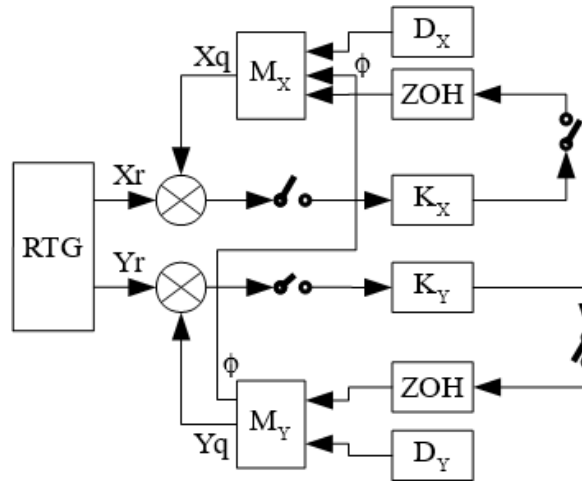 D_X
Xq
M_X
ϕ
ZOH
Xr
K_X
RTG
Yr
K_Y
ϕ
ZOH
M_Y
Yq
D_Y